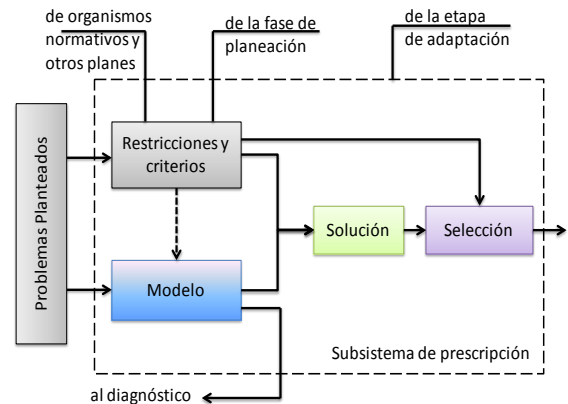 de organismos
normativos y
otros planes
de la fase de
planeación
de la etapa
de adaptación
Problemas Planteados
Restricciones y
criterios
Modelo
Solución
Selección
Subsistema de prescripción
al diagnóstico